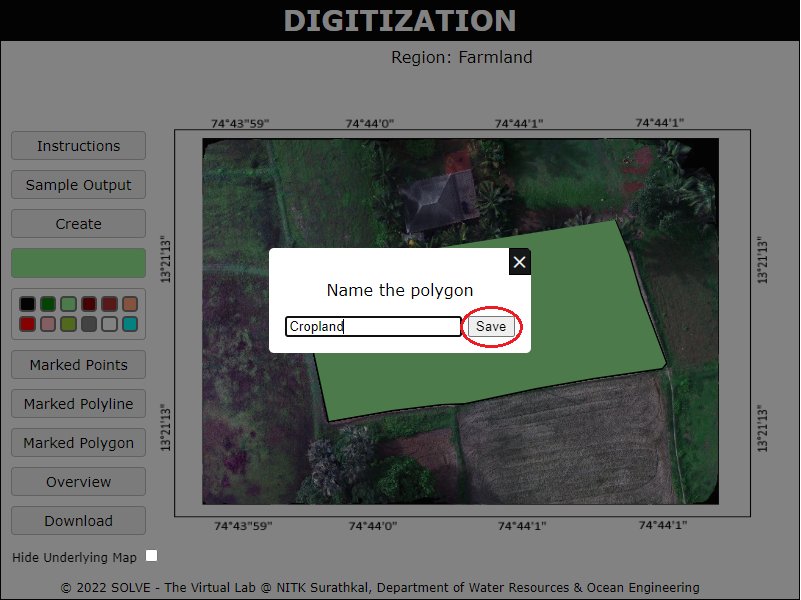 DIGITIZATION
Region: Farmland
74°43'59" 74°44'0" 74°44'1" 74°44'1"
Instructions
Sample Output
Create
13°21'13" 13°21'13"
Name the polygon
Cropland Save
Marked Points
Marked Polyline
Marked Polygon
13°21'13" 13°21'13"
Overview
Download
74°43'59" 74°44'0" 74°44'1" 74°44'1"
Hide Underlying Map
© 2022 SOLVE - The Virtual Lab @ NITK Surathkal, Department of Water Resources & Ocean Engineering